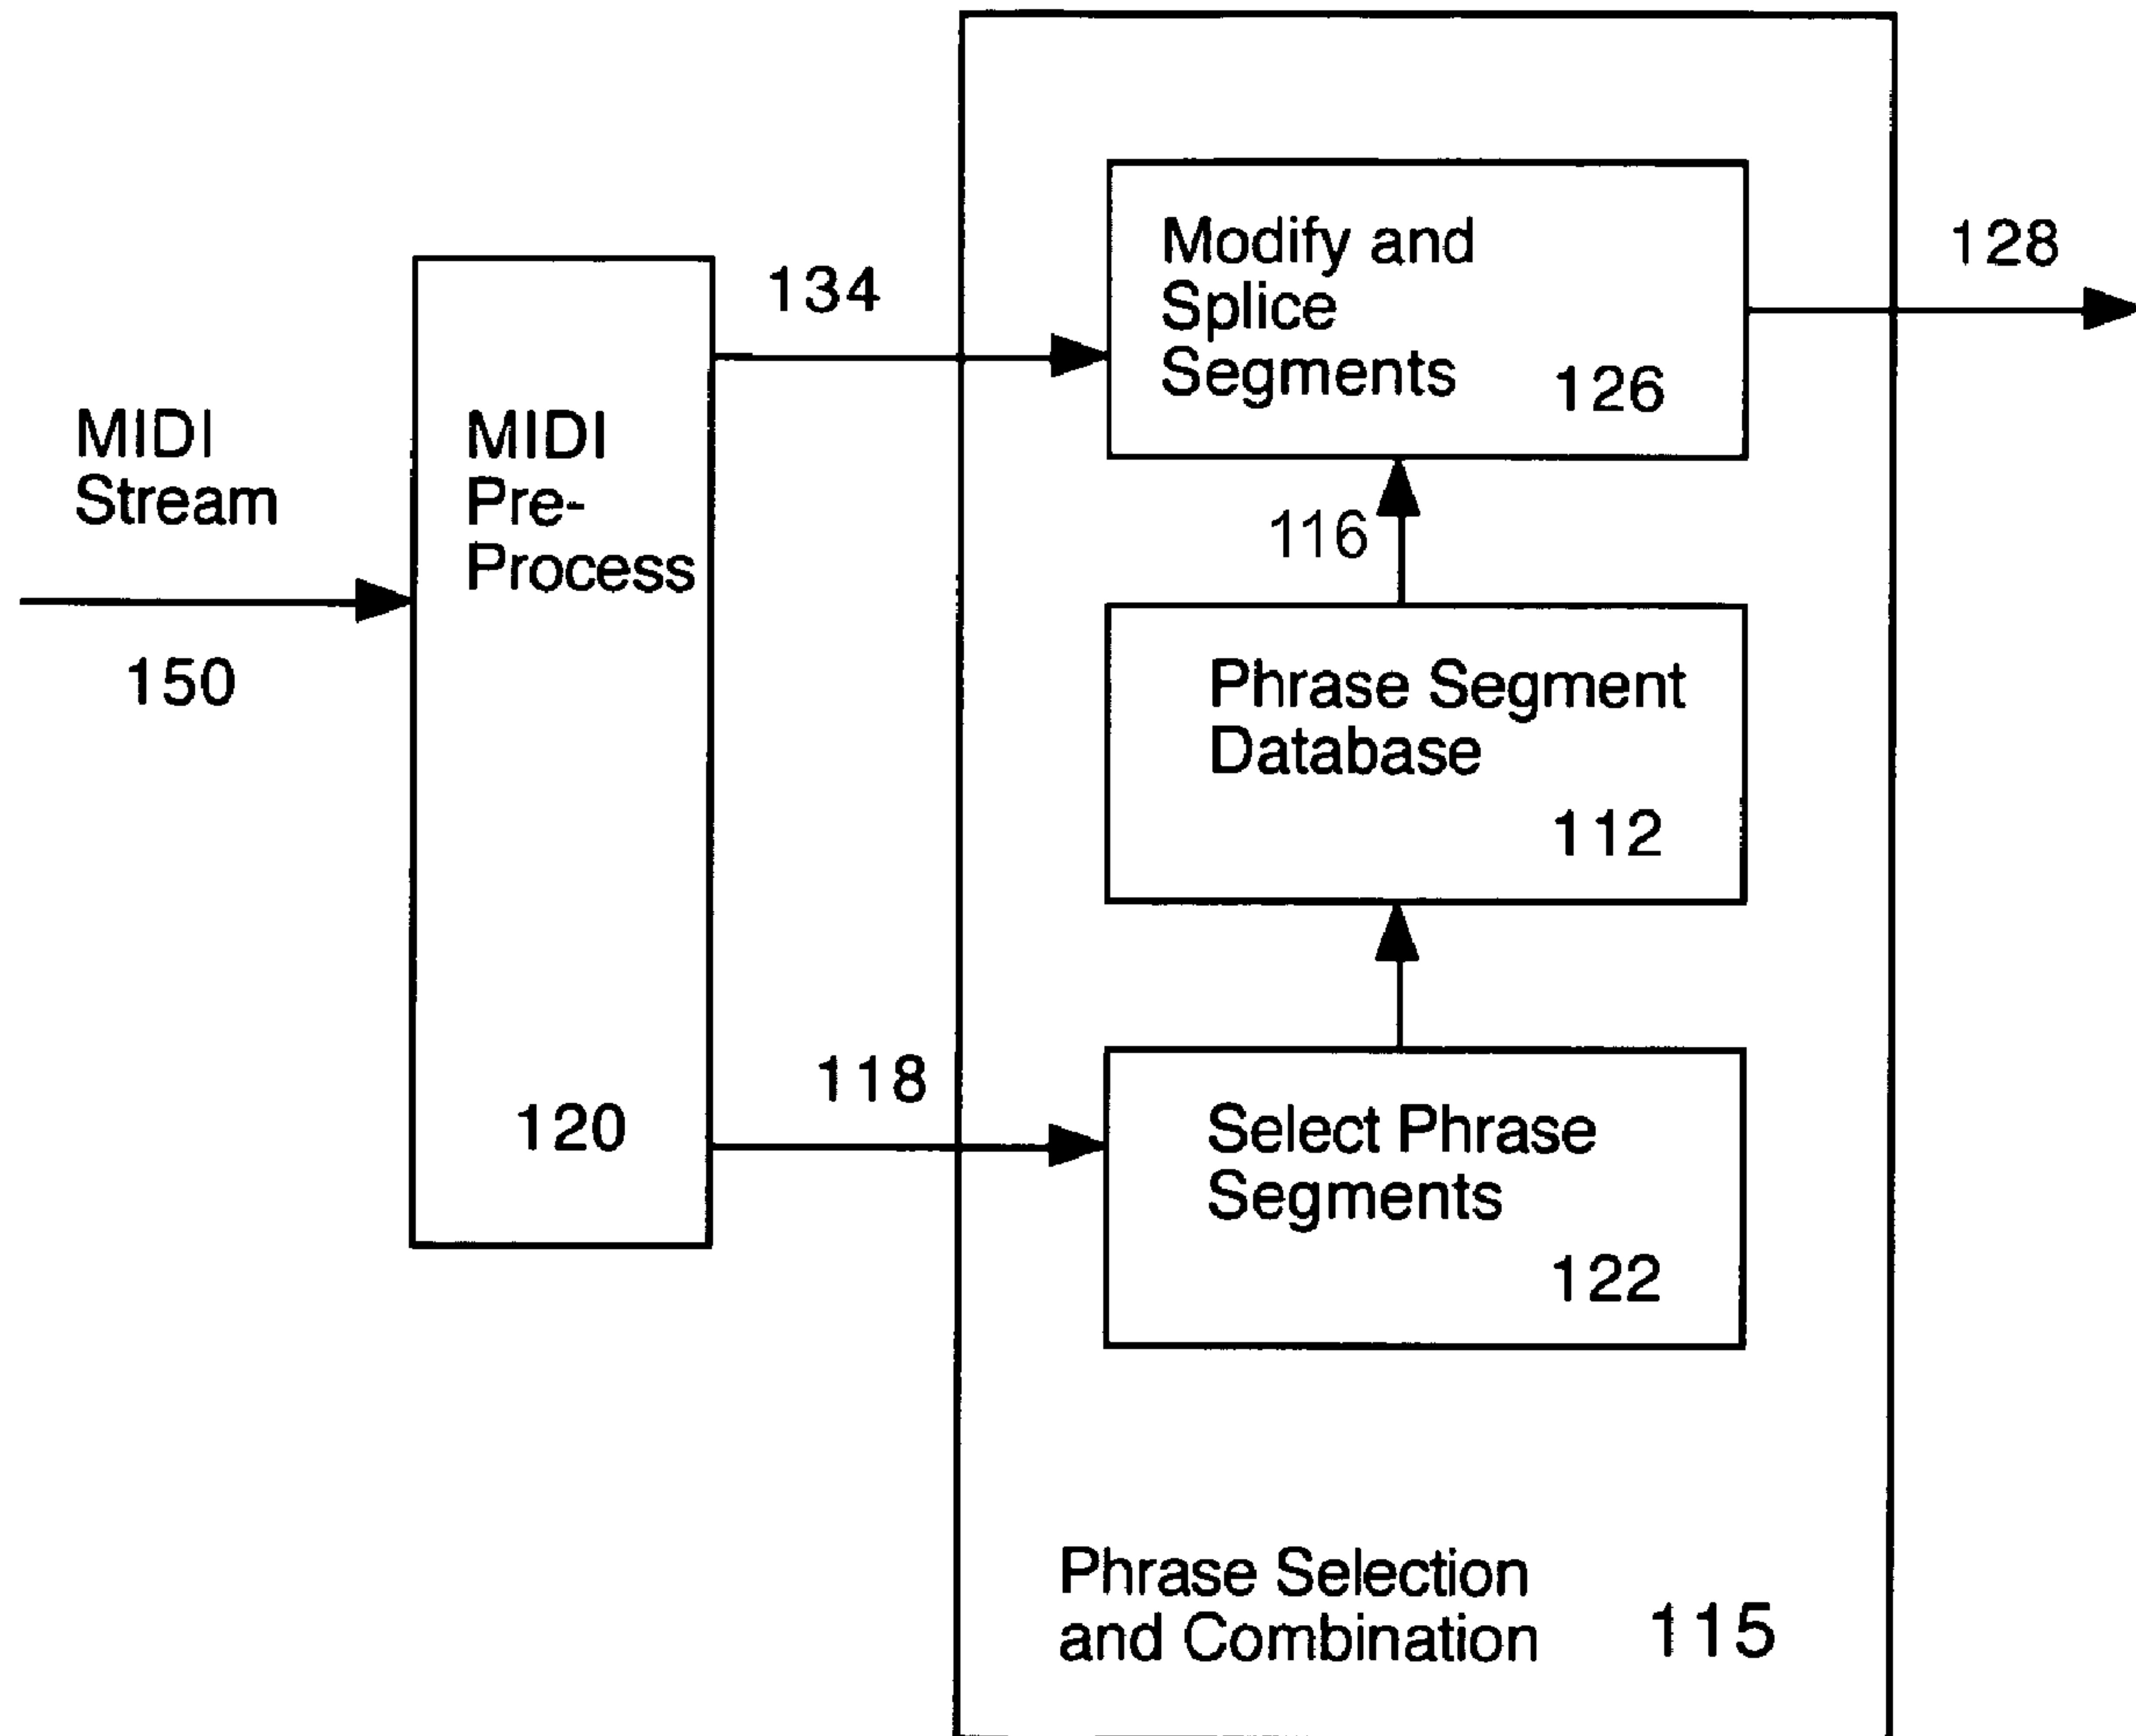 MIDI
Stream
150
MIDI
Pre-
Process
120
134
118
Modify and
Splice
Segments
126
116
Phrase Segment
Database
112
Select Phrase
Segments
122
Phrase Selection
and Combination
115
128